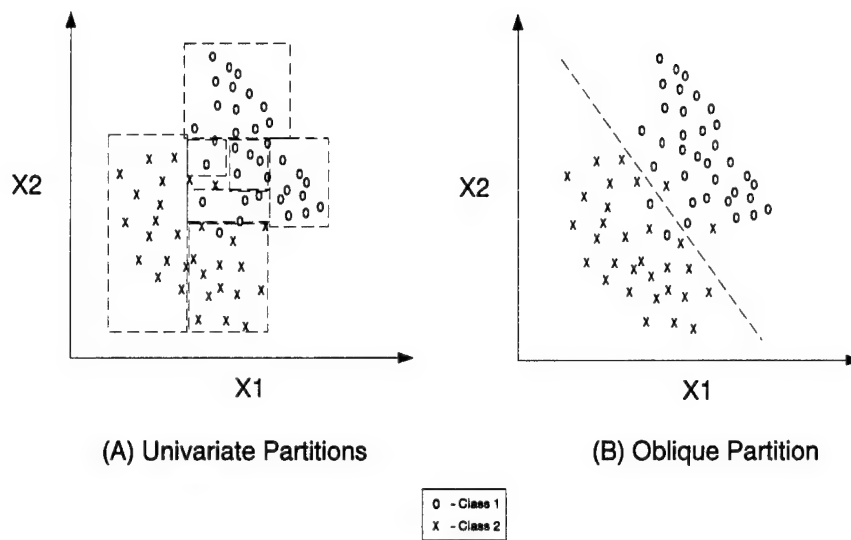 X2
X1
(A) Univariate Partitions
X2
X1
(B) Oblique Partition
O - Class 1
X - Class 2